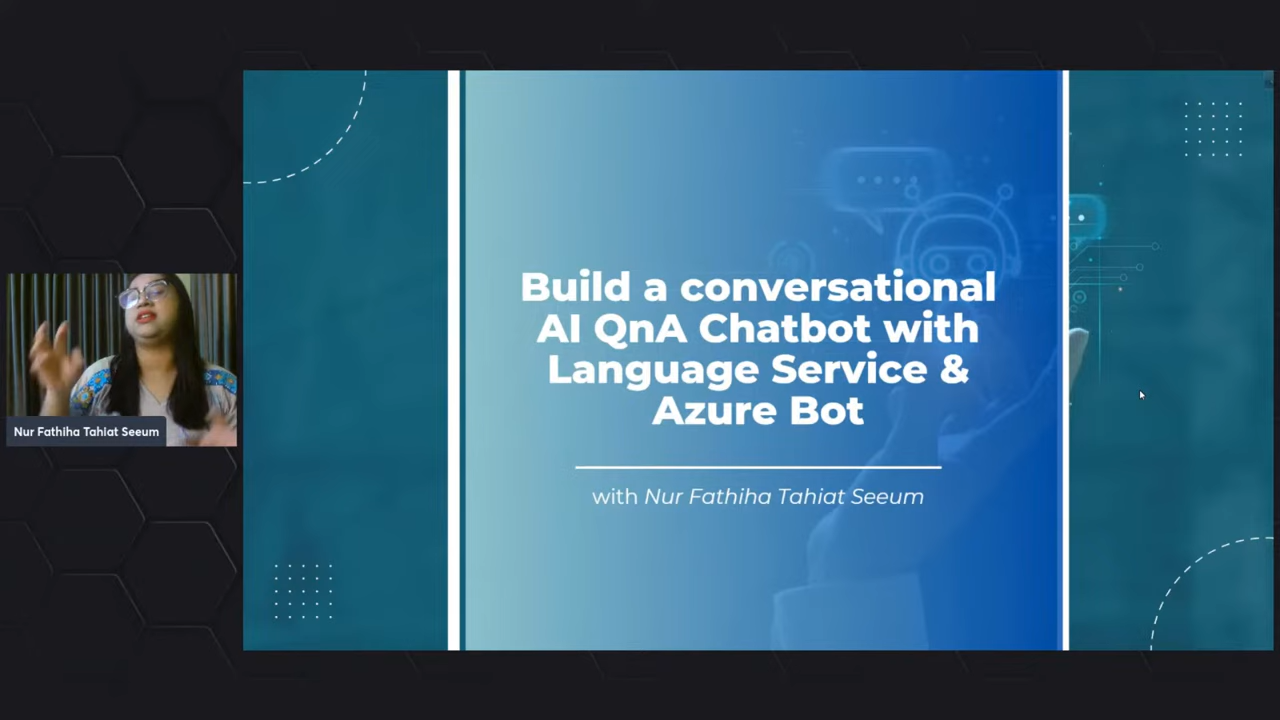 Build a conversational
AI QnA Chatbot with
Language Service &
Azure Bot
with Nur Fathiha Tahiat Seeum
Nur Fathiha Tahiat Seeum